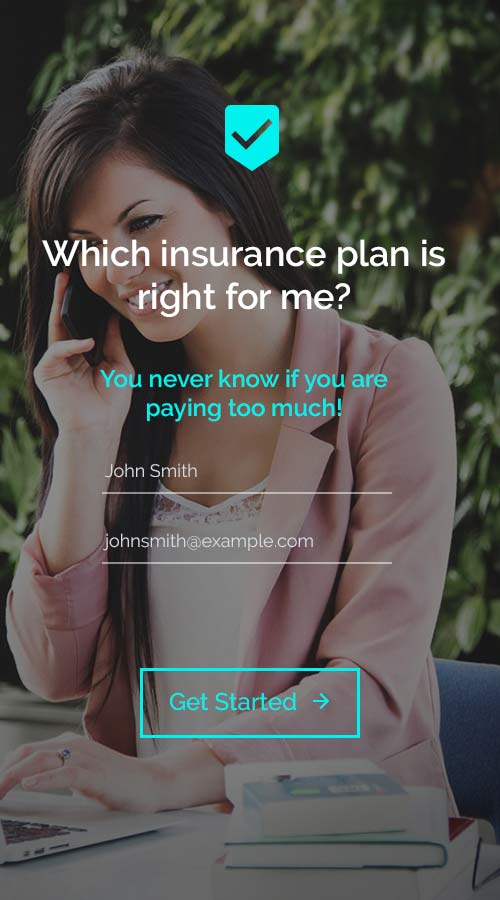 Which insurance plan is
right for me?
You never know if you are
paying too much!
John Smith
johnsmith@example.com
Get Started →